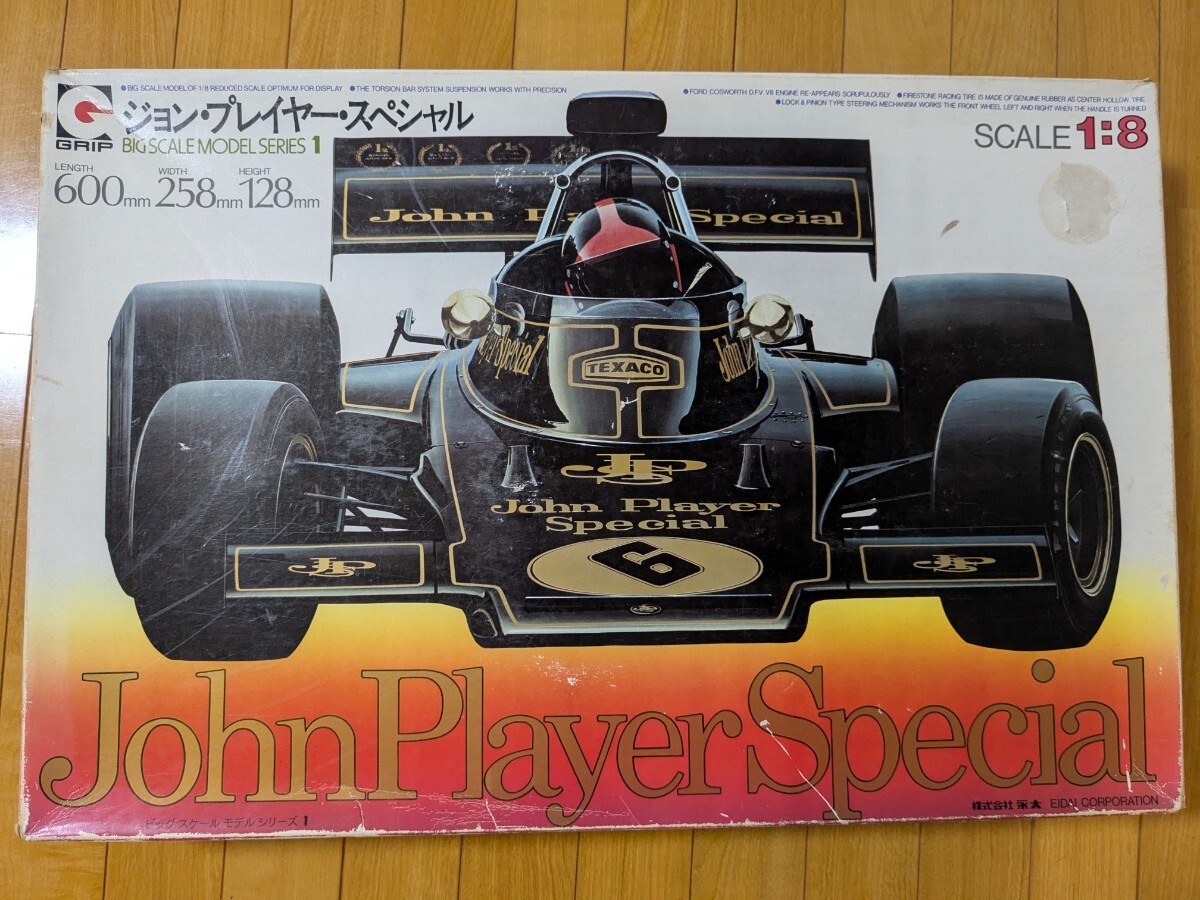 ●BIG SCALE MODEL OF 1/8 REDUCED SCALE OPTIMUM FOR DISPLAY ●THE TORSION BAR SYSTEM SUSPENSION WORKS WITH PRECISION
●FORD COSWORTH D.F.V. V8 ENGINE RE-APPEARS SCRUPULOUSLY ●FIRESTONE RACING TIRE IS MADE OF GENUINE RUBBER AS CENTER HOLLOW TIRE.
●LOCK & PINION TYPE STEERING MECHANISM WORKS THE FRONT WHEEL LEFT AND RIGHT WHEN THE HANDLE IS TURNED
GRIP
ジョン・プレイヤー・スペシャル
BIG SCALE MODEL SERIES 1
SCALE 1:8
LENGTH 600mm WIDTH 258mm HEIGHT 128mm
John Player Special
TEXACO
JPS
John Player
Special
6
JPS
JPS
John Player Special
ビッグ スケール モデル シリーズ 1
株式会社 永大 EIDAI CORPORATION